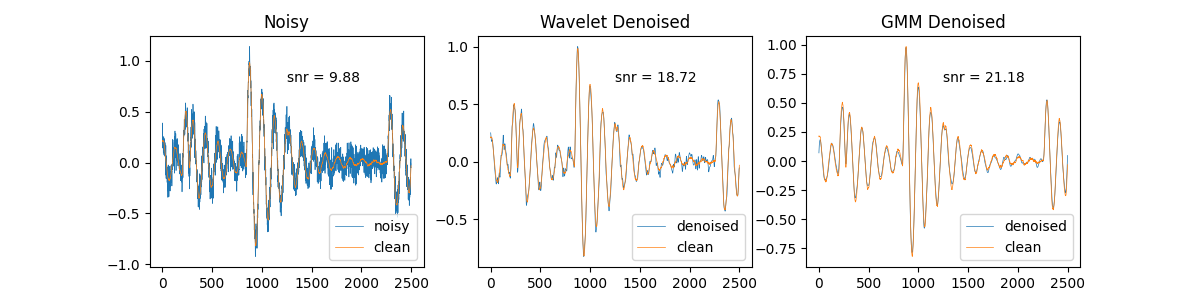 Noisy
1.0
0.5
0.0
−0.5
−1.0
snr = 9.88
noisy
clean
0 500 1000 1500 2000 2500
Wavelet Denoised
1.0
0.5
0.0
−0.5
snr = 18.72
denoised
clean
0 500 1000 1500 2000 2500
GMM Denoised
1.00
0.75
0.50
0.25
0.00
−0.25
−0.50
−0.75
snr = 21.18
denoised
clean
0 500 1000 1500 2000 2500